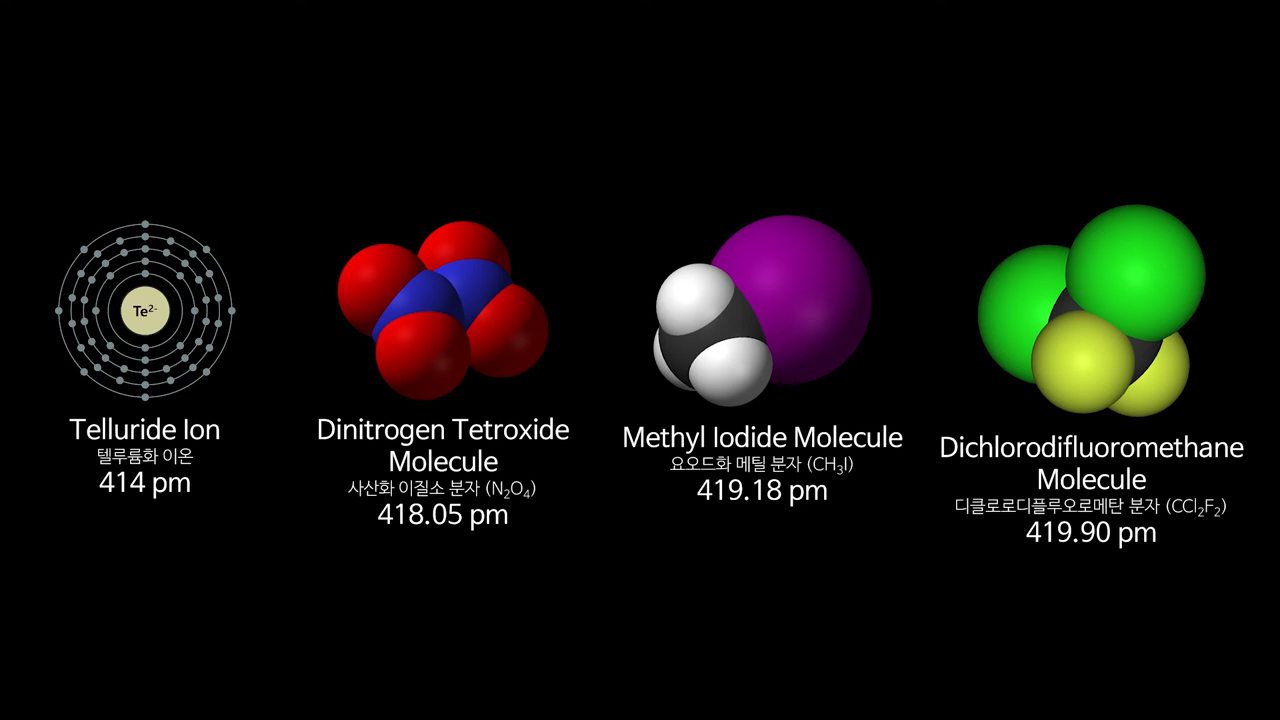 Te²⁻
Telluride Ion
텔루륨화 이온
414 pm
Dinitrogen Tetroxide
Molecule
사산화 이질소 분자 (N₂O₄)
418.05 pm
Methyl Iodide Molecule
요오드화 메틸 분자 (CH₃I)
419.18 pm
Dichlorodifluoromethane
Molecule
디클로로디플루오로메탄 분자 (CCl₂F₂)
419.90 pm